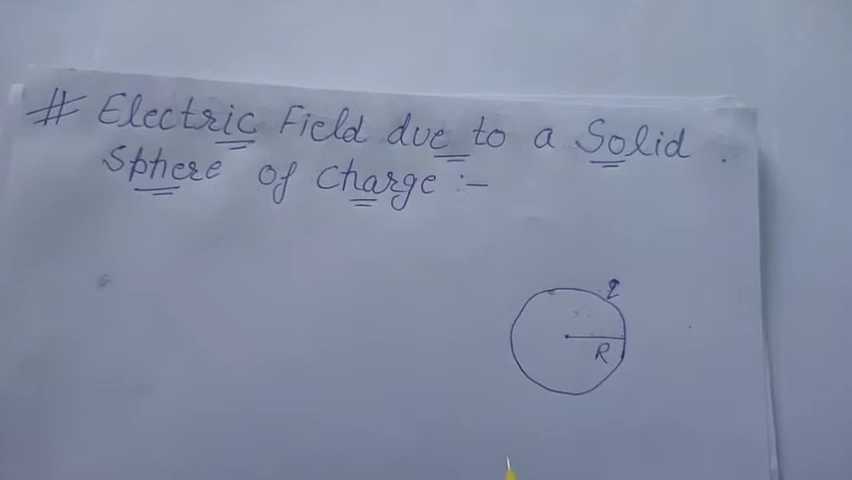 # Electric Field due to a Solid
Sphere of Charge :-
q
R